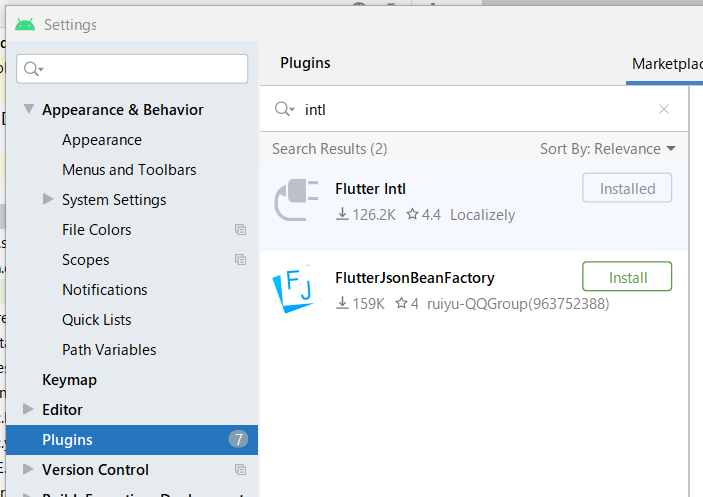 Settings
Plugins
Marketplac
Appearance & Behavior
Appearance
Menus and Toolbars
System Settings
File Colors
Scopes
Notifications
Quick Lists
Path Variables
Keymap
Editor
Plugins 7
Version Control
intl
Search Results (2) Sort By: Relevance
Flutter Intl Installed
126.2K 4.4 Localizely
FJ
FlutterJsonBeanFactory Install
159K 4 ruiyu-QQGroup(963752388)